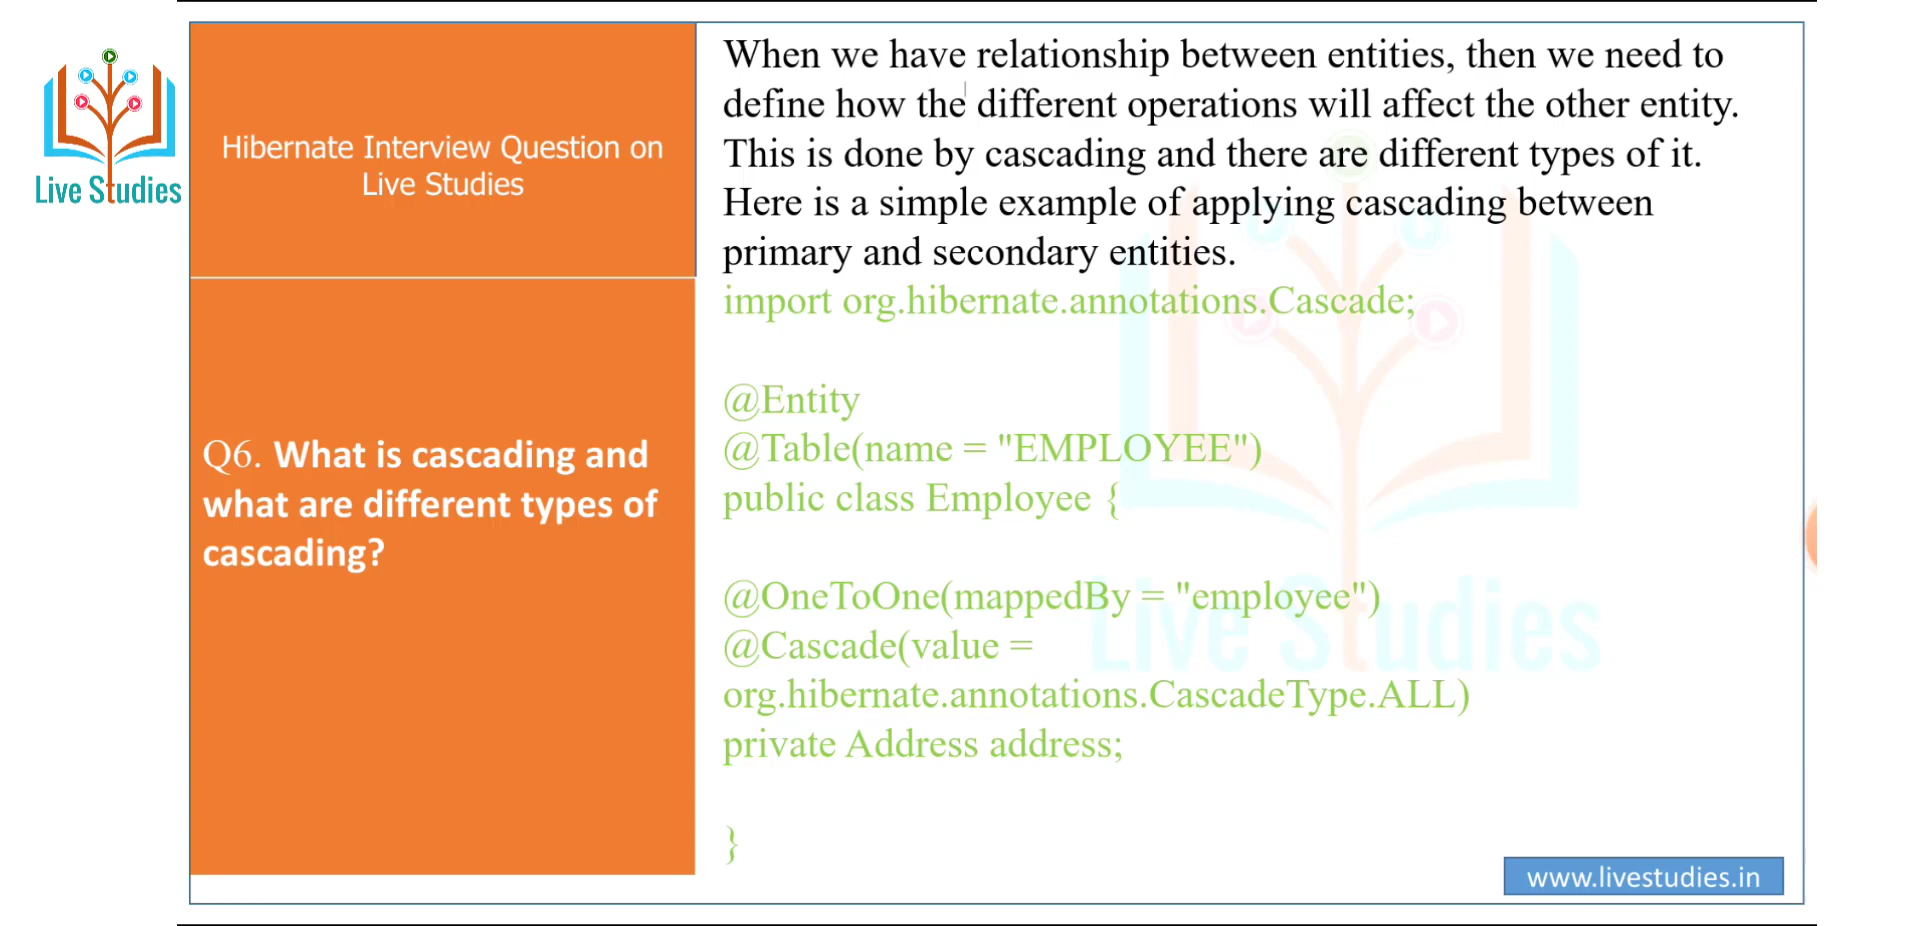 Live Studies
Hibernate Interview Question on
Live Studies
Q6. What is cascading and
what are different types of
cascading?
When we have relationship between entities, then we need to
define how the different operations will affect the other entity.
This is done by cascading and there are different types of it.
Here is a simple example of applying cascading between
primary and secondary entities.
import org.hibernate.annotations.Cascade;
@Entity
@Table(name = "EMPLOYEE")
public class Employee {
@OneToOne(mappedBy = "employee")
@Cascade(value =
org.hibernate.annotations.CascadeType.ALL)
private Address address;
}
Live Studies
www.livestudies.in